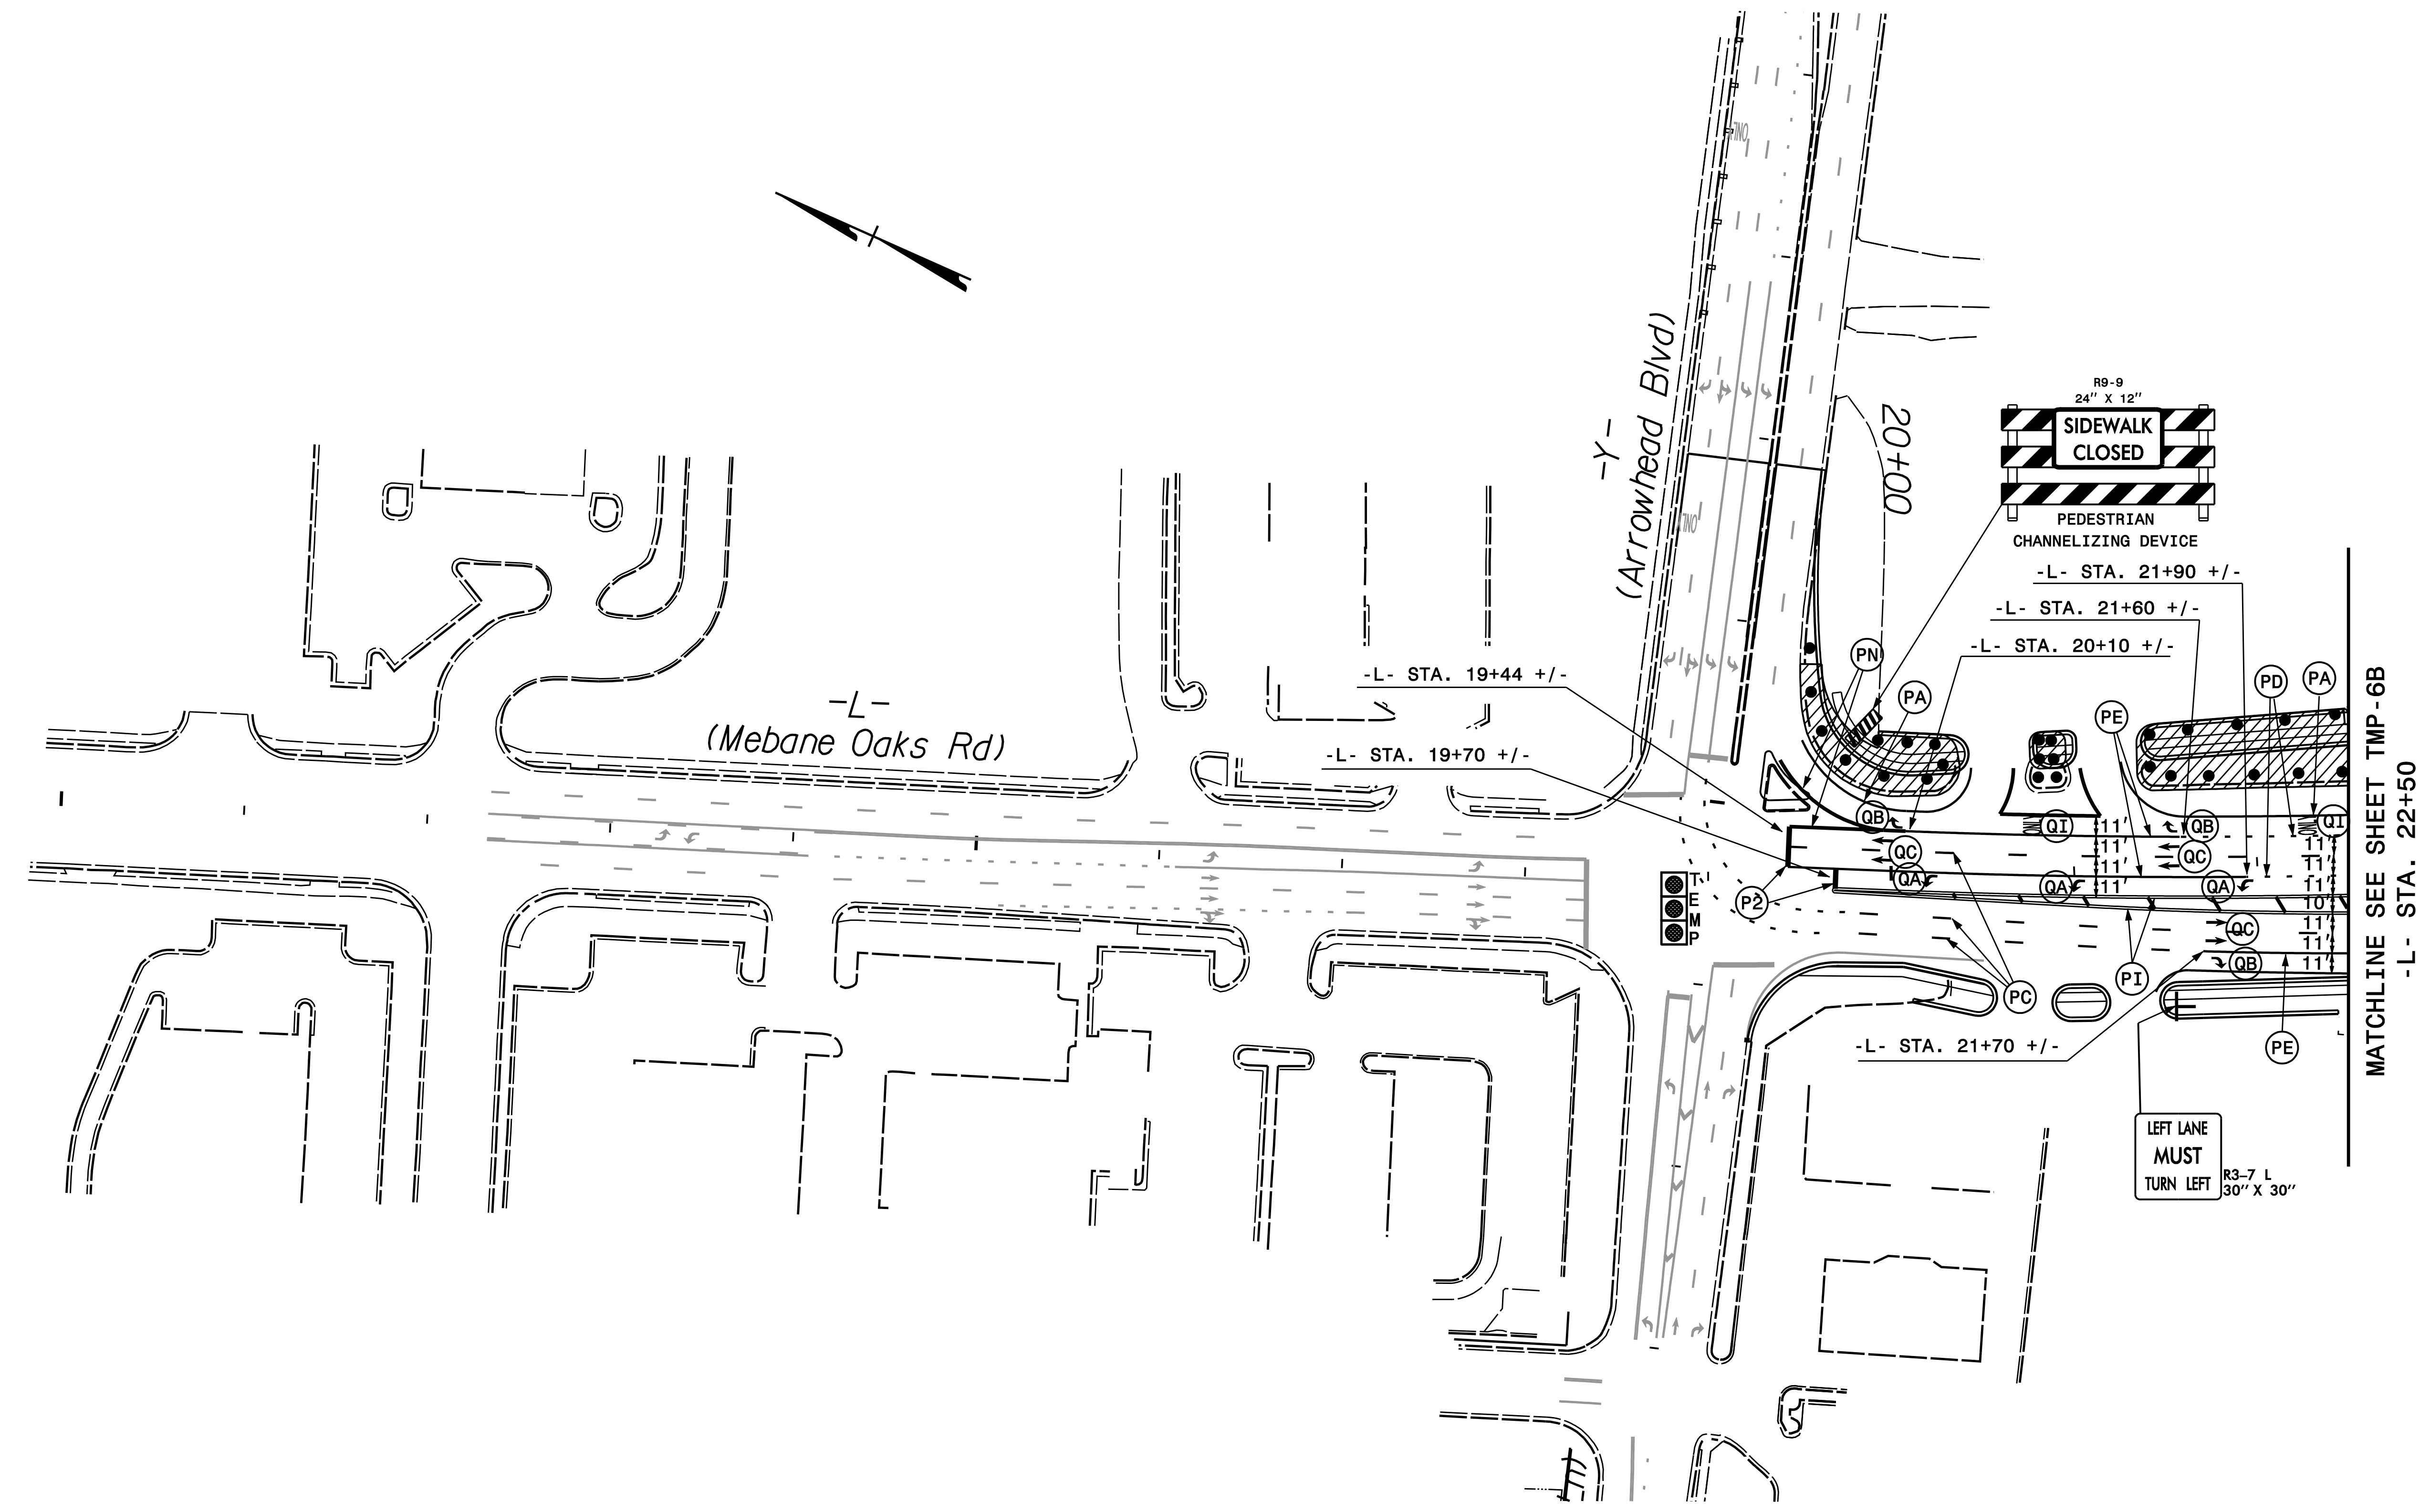 R9-9
24" X 12"
SIDEWALK
CLOSED
PEDESTRIAN
CHANNELIZING DEVICE
-Y-
(Arrowhead Blvd)
20+00
ONLY
ONLY
-L- STA. 21+90 +/-
-L- STA. 21+60 +/-
-L- STA. 20+10 +/-
-L- STA. 19+44 +/-
-L- STA. 19+70 +/-
-L-
(Mebane Oaks Rd)
PN
PA
PE
PD
PA
QB
QI
11'
QB
QI
QC
11'
QC
11'
11'
11'
QA
QA
11'
QA
11'
10'
P2
TEMP
QC
11'
11'
QB
11'
PI
PC
-L- STA. 21+70 +/-
PE
LEFT LANE
MUST
TURN LEFT
R3-7 L
30" X 30"
MATCHLINE SEE SHEET TMP-6B
-L- STA. 22+50